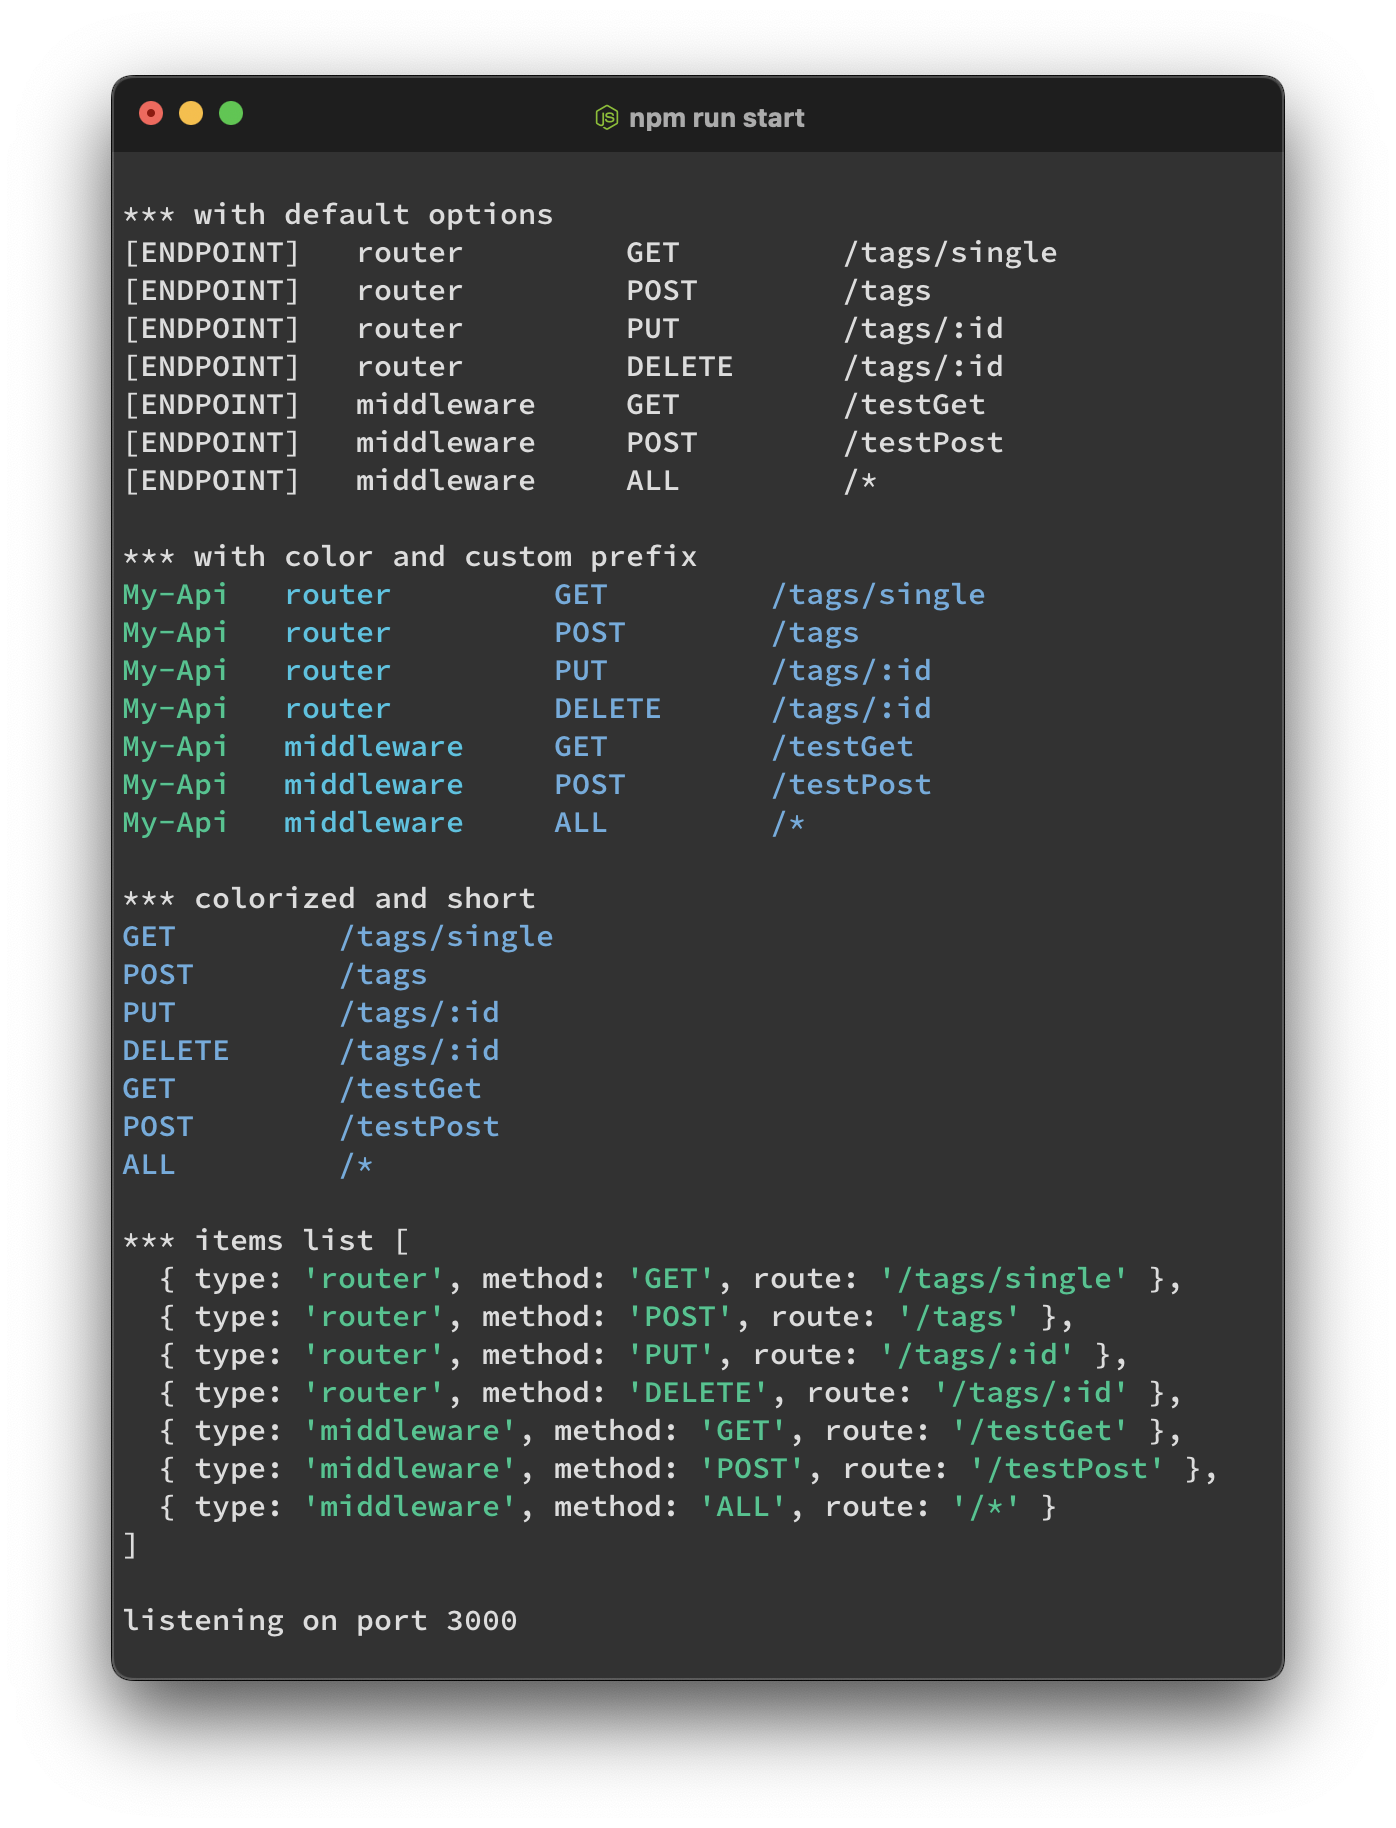 npm run start
*** with default options
[ENDPOINT]   router         GET         /tags/single
[ENDPOINT]   router         POST        /tags
[ENDPOINT]   router         PUT         /tags/:id
[ENDPOINT]   router         DELETE      /tags/:id
[ENDPOINT]   middleware     GET         /testGet
[ENDPOINT]   middleware     POST        /testPost
[ENDPOINT]   middleware     ALL         /*
*** with color and custom prefix
My-Api   router         GET         /tags/single
My-Api   router         POST        /tags
My-Api   router         PUT         /tags/:id
My-Api   router         DELETE      /tags/:id
My-Api   middleware     GET         /testGet
My-Api   middleware     POST        /testPost
My-Api   middleware     ALL         /*
*** colorized and short
GET         /tags/single
POST        /tags
PUT         /tags/:id
DELETE      /tags/:id
GET         /testGet
POST        /testPost
ALL         /*
*** items list [
  { type: 'router', method: 'GET', route: '/tags/single' },
  { type: 'router', method: 'POST', route: '/tags' },
  { type: 'router', method: 'PUT', route: '/tags/:id' },
  { type: 'router', method: 'DELETE', route: '/tags/:id' },
  { type: 'middleware', method: 'GET', route: '/testGet' },
  { type: 'middleware', method: 'POST', route: '/testPost' },
  { type: 'middleware', method: 'ALL', route: '/*' }
]
listening on port 3000